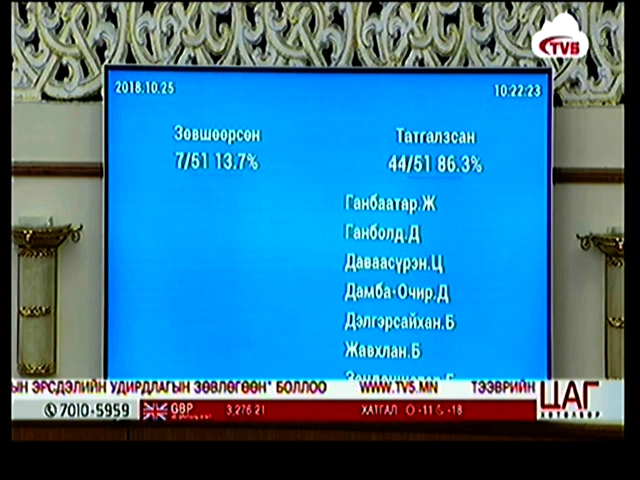 TV5
2018.10.25
10:22:23
Зөвшөөрсөн
Татгалзсан
7/51 13.7%
44/51 86.3%
Ганбаатар.Ж
Ганболд.Д
Даваасүрэн.Ц
Дамба-Очир.Д
Дэлгэрсайхан.Б
Жавхлан.Б
ЫН ЭРСДЭЛИЙН УДИРДЛАГЫН ЗӨВЛӨГӨӨН" БОЛЛОО WWW.TV5.MN ТЭЭВРИЙН
ЦАГ
ХӨТӨЛБӨР
7010-5959
GBP 3,276.21
ХАТГАЛ -11 -18